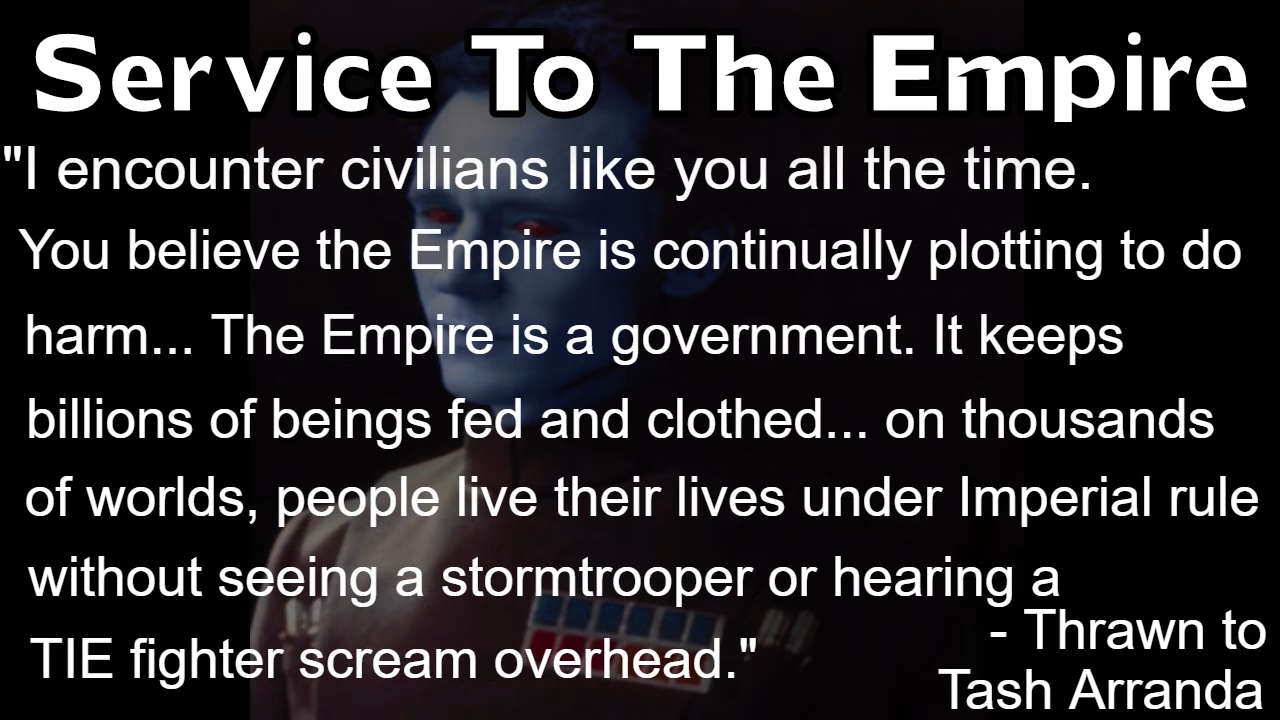 Service To The Empire
"I encounter civilians like you all the time.
You believe the Empire is continually plotting to do
harm... The Empire is a government. It keeps
billions of beings fed and clothed... on thousands
of worlds, people live their lives under Imperial rule
without seeing a stormtrooper or hearing a
TIE fighter scream overhead."
- Thrawn to
Tash Arranda